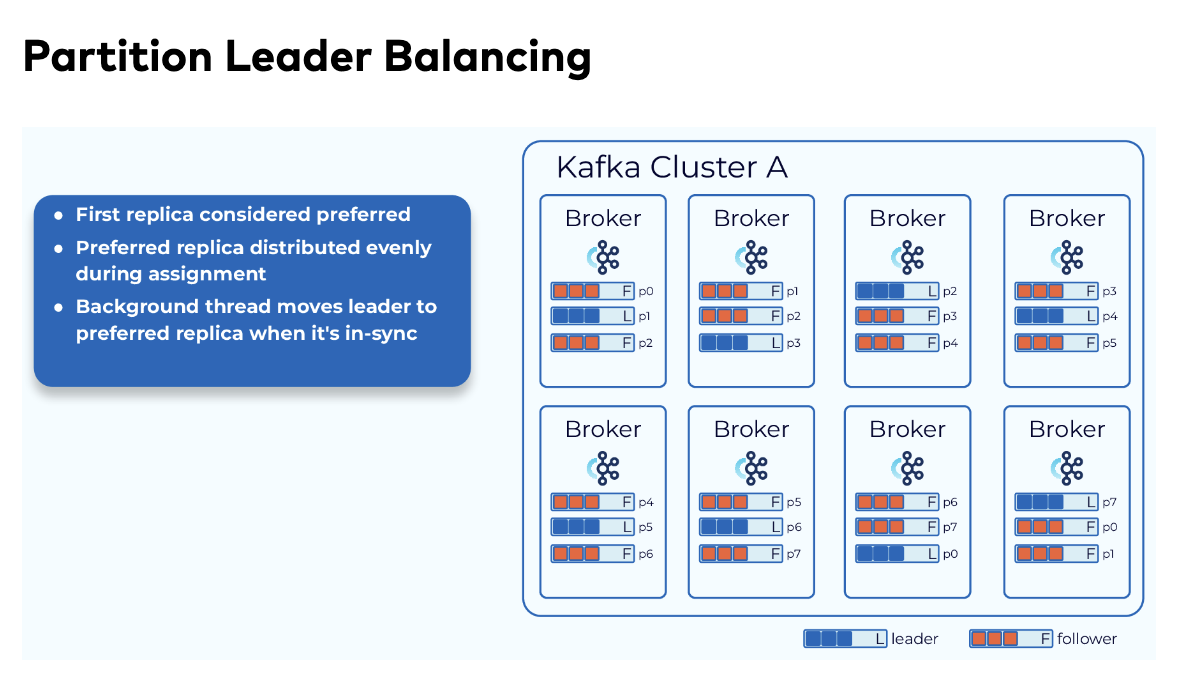 Partition Leader Balancing
● First replica considered preferred
● Preferred replica distributed evenly
during assignment
● Background thread moves leader to
preferred replica when it's in-sync
Kafka Cluster A
Broker
F p0
L p1
F p2
Broker
F p1
F p2
L p3
Broker
L p2
F p3
F p4
Broker
F p3
L p4
F p5
Broker
F p4
L p5
F p6
Broker
F p5
L p6
F p7
Broker
F p6
F p7
L p0
Broker
L p7
F p0
F p1
L leader
F follower